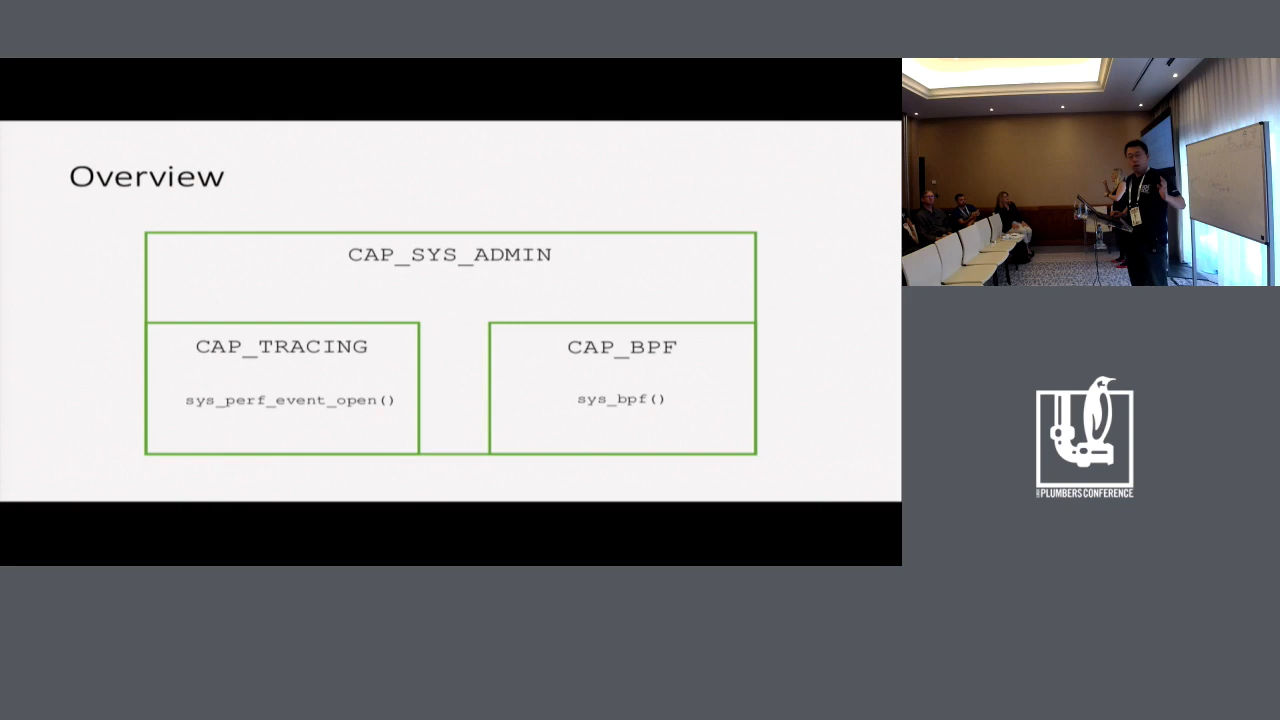 Overview
CAP_SYS_ADMIN
CAP_TRACING
CAP_BPF
sys_perf_event_open()
sys_bpf()
PLUMBERS CONFERENCE